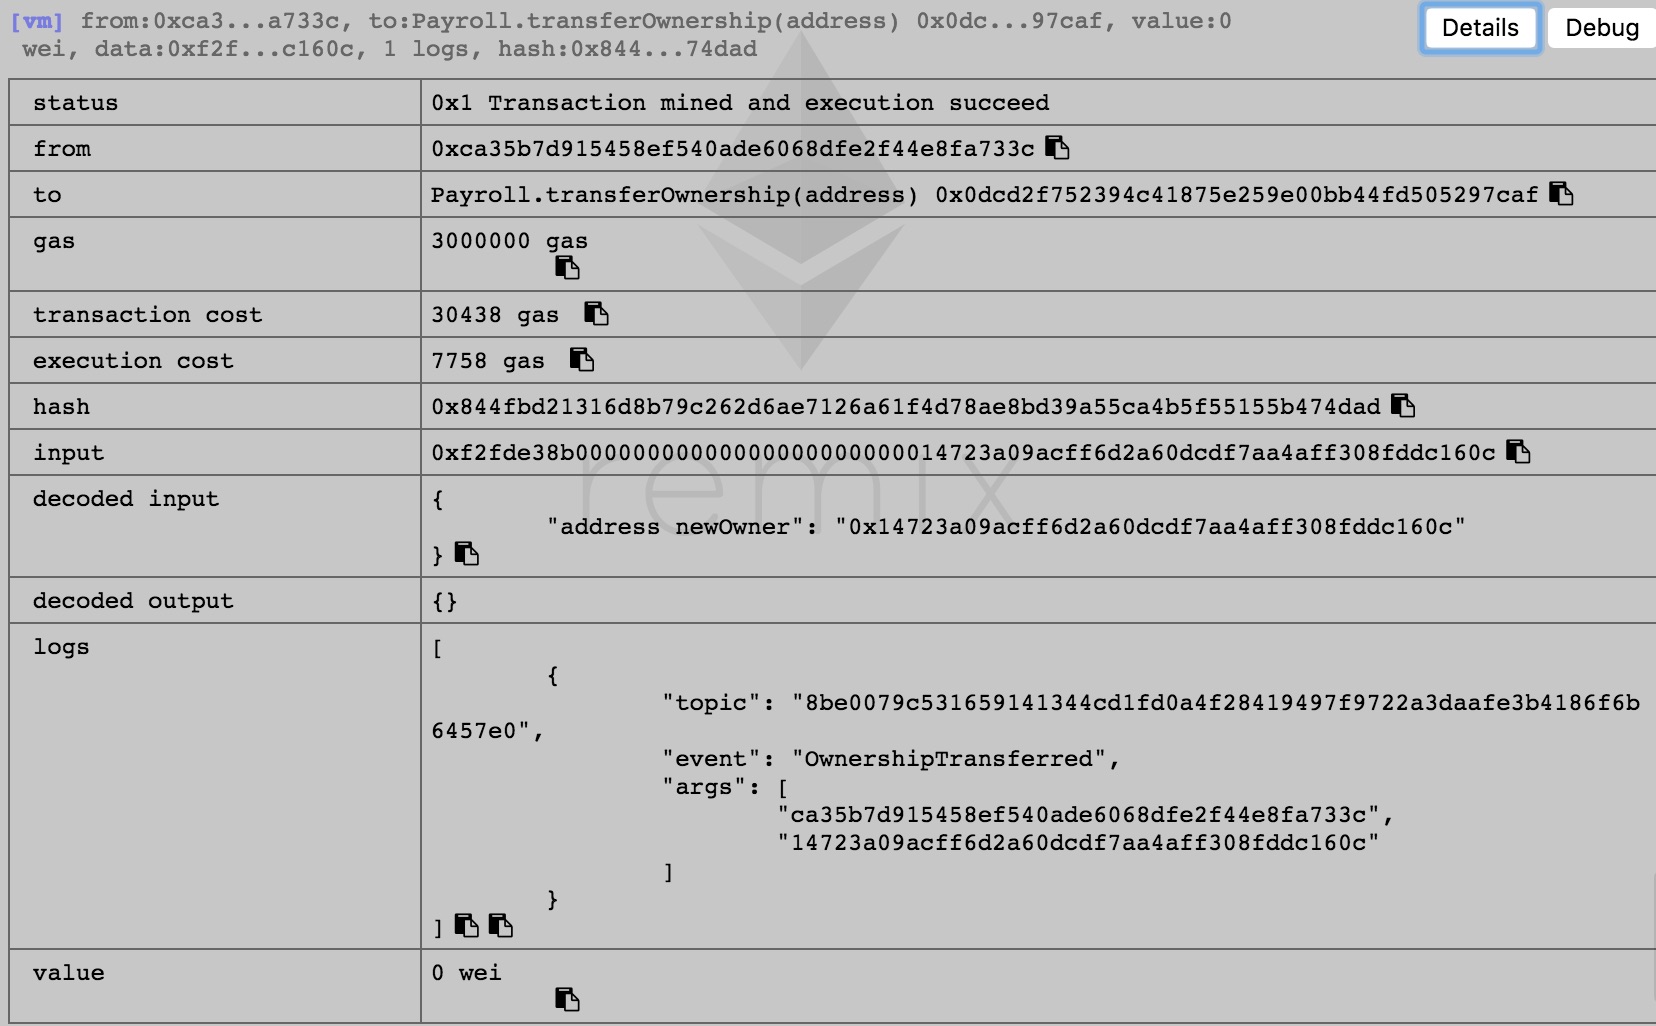 [vm] from:0xca3...a733c, to:Payroll.transferOwnership(address) 0x0dc...97caf, value:0
wei, data:0xf2f...c160c, 1 logs, hash:0x844...74dad
Details
Debug
status 0x1 Transaction mined and execution succeed
from 0xca35b7d915458ef540ade6068dfe2f44e8fa733c
to Payroll.transferOwnership(address) 0x0dcd2f752394c41875e259e00bb44fd505297caf
gas 3000000 gas
transaction cost 30438 gas
execution cost 7758 gas
hash 0x844fbd21316d8b79c262d6ae7126a61f4d78ae8bd39a55ca4b5f55155b474dad
input 0xf2fde38b00000000000000000000000014723a09acff6d2a60dcdf7aa4aff308fddc160c
remix
decoded input {
"address newOwner": "0x14723a09acff6d2a60dcdf7aa4aff308fddc160c"
}
decoded output {}
logs [
{
"topic": "8be0079c531659141344cd1fd0a4f28419497f9722a3daafe3b4186f6b
6457e0",
"event": "OwnershipTransferred",
"args": [
"ca35b7d915458ef540ade6068dfe2f44e8fa733c",
"14723a09acff6d2a60dcdf7aa4aff308fddc160c"
]
}
]
value 0 wei